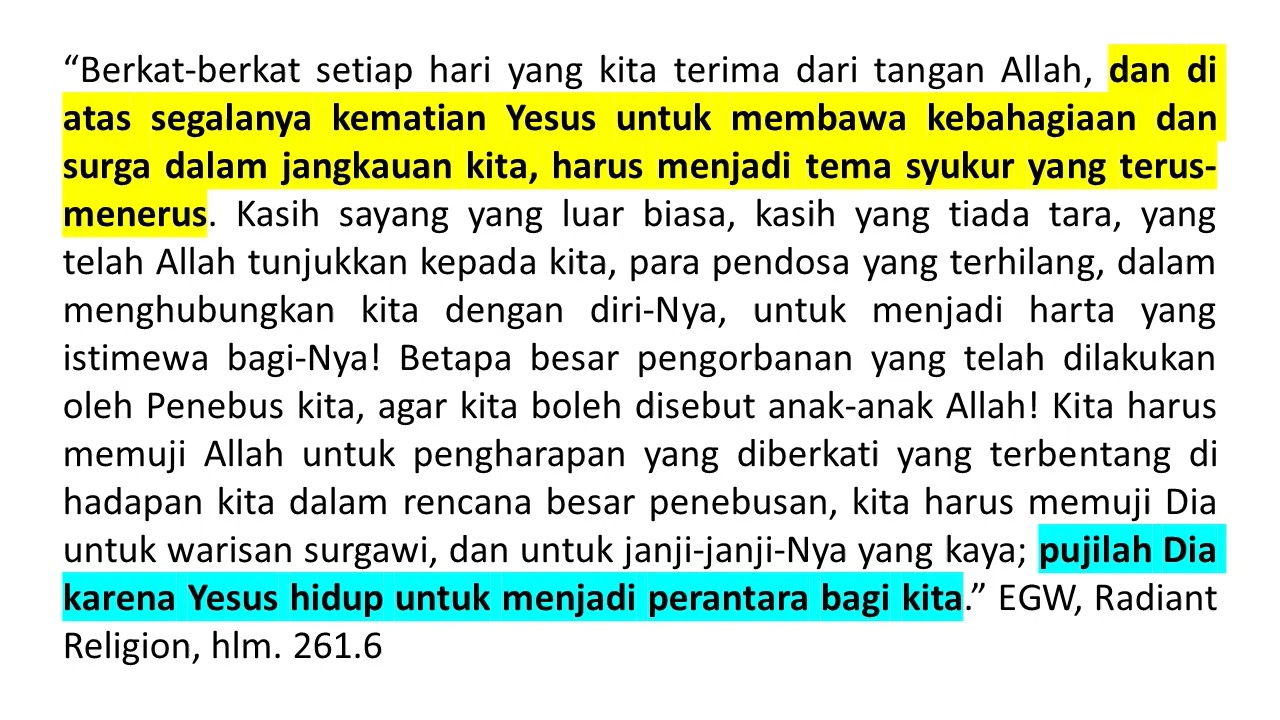 “Berkat-berkat setiap hari yang kita terima dari tangan Allah, dan di
atas segalanya kematian Yesus untuk membawa kebahagiaan dan
surga dalam jangkauan kita, harus menjadi tema syukur yang terus-
menerus. Kasih sayang yang luar biasa, kasih yang tiada tara, yang
telah Allah tunjukkan kepada kita, para pendosa yang terhilang, dalam
menghubungkan kita dengan diri-Nya, untuk menjadi harta yang
istimewa bagi-Nya! Betapa besar pengorbanan yang telah dilakukan
oleh Penebus kita, agar kita boleh disebut anak-anak Allah! Kita harus
memuji Allah untuk pengharapan yang diberkati yang terbentang di
hadapan kita dalam rencana besar penebusan, kita harus memuji Dia
untuk warisan surgawi, dan untuk janji-janji-Nya yang kaya; pujilah Dia
karena Yesus hidup untuk menjadi perantara bagi kita.” EGW, Radiant
Religion, hlm. 261.6